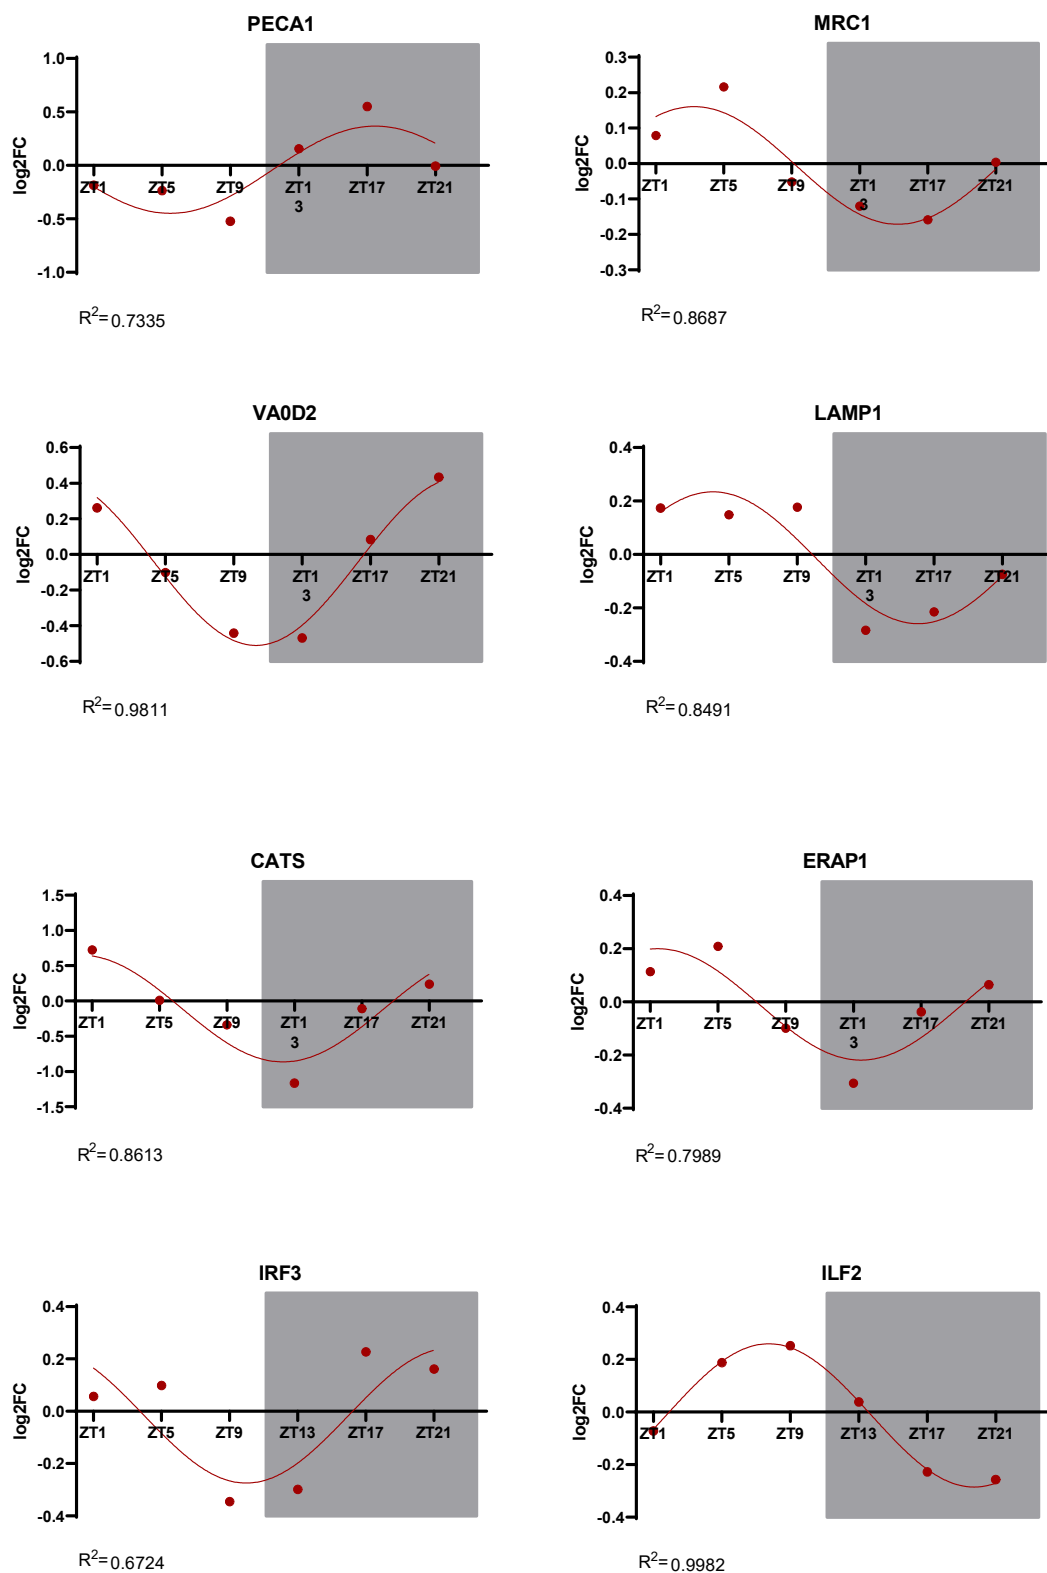 PECA1
1.0
0.5
0.0
-0.5
-1.0
log2FC
ZT1 ZT5 ZT9 ZT1 ZT17 ZT21
3
R2=0.7335
MRC1
0.3
0.2
0.1
0.0
-0.1
-0.2
-0.3
log2FC
ZT1 ZT5 ZT9 ZT1 ZT17 ZT21
3
R2=0.8687
VA0D2
0.6
0.4
0.2
0.0
-0.2
-0.4
-0.6
log2FC
ZT1 ZT5 ZT9 ZT1 ZT17 ZT21
3
R2=0.9811
LAMP1
0.4
0.2
0.0
-0.2
-0.4
log2FC
ZT1 ZT5 ZT9 ZT1 ZT17 ZT21
3
R2=0.8491
CATS
1.5
1.0
0.5
0.0
-0.5
-1.0
-1.5
log2FC
ZT1 ZT5 ZT9 ZT1 ZT17 ZT21
3
R2=0.8613
ERAP1
0.4
0.2
0.0
-0.2
-0.4
log2FC
ZT1 ZT5 ZT9 ZT1 ZT17 ZT21
3
R2=0.7989
IRF3
0.4
0.2
0.0
-0.2
-0.4
log2FC
ZT1 ZT5 ZT9 ZT13 ZT17 ZT21
R2=0.6724
ILF2
0.4
0.2
0.0
-0.2
-0.4
log2FC
ZT1 ZT5 ZT9 ZT13 ZT17 ZT21
R2=0.9982